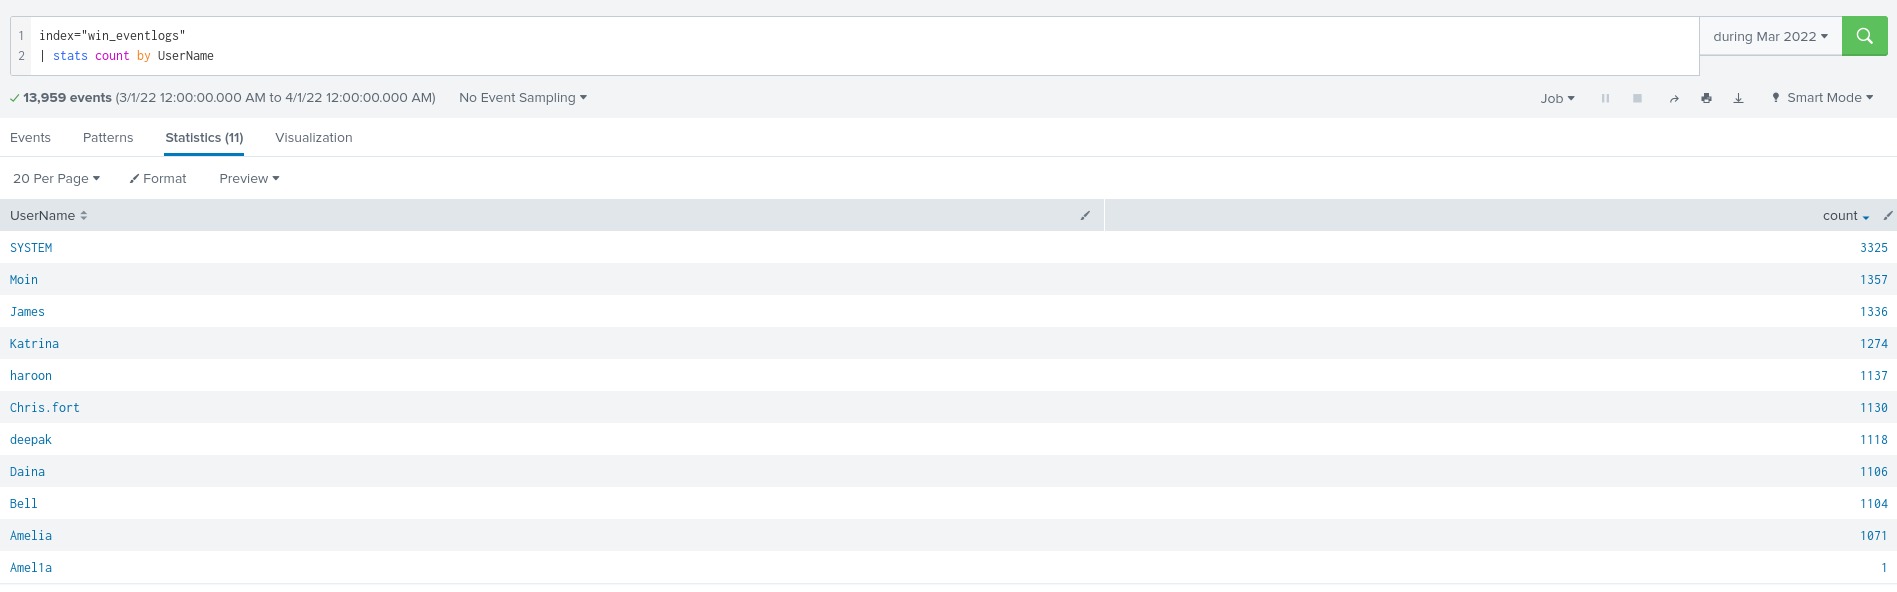 1 index="win_eventlogs"
2 | stats count by UserName
during Mar 2022
13,959 events (3/1/22 12:00:00.000 AM to 4/1/22 12:00:00.000 AM) No Event Sampling
Job Smart Mode
Events Patterns Statistics (11) Visualization
20 Per Page Format Preview
UserName count
SYSTEM 3325
Moin 1357
James 1336
Katrina 1274
haroon 1137
Chris.fort 1130
deepak 1118
Daina 1106
Bell 1104
Amelia 1071
Amel1a 1